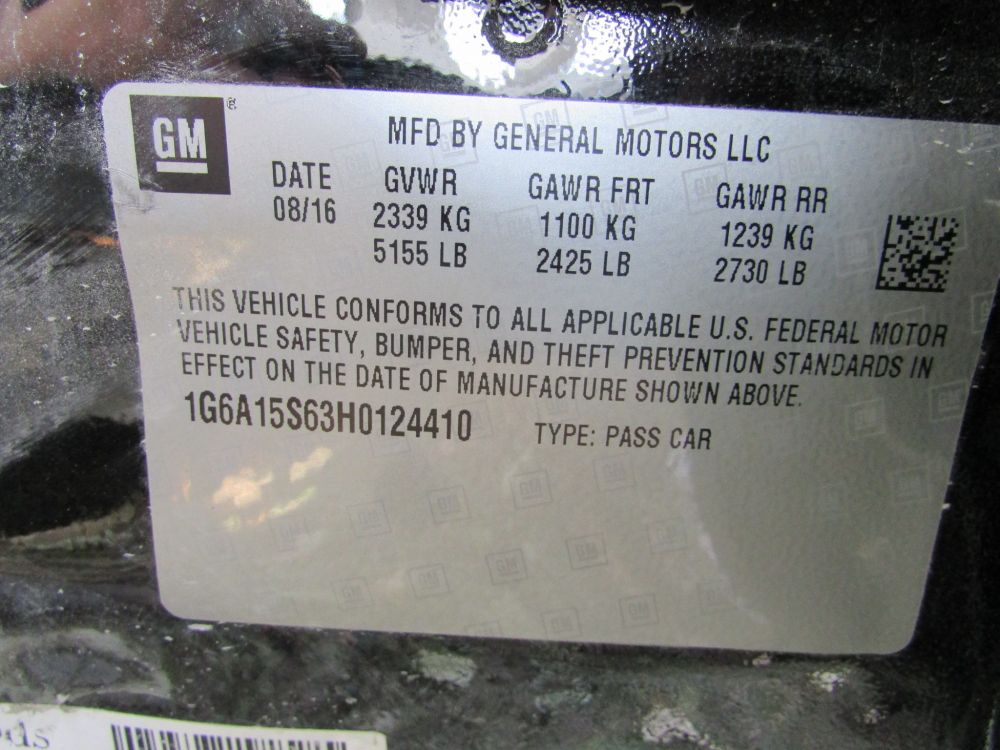 GM®
MFD BY GENERAL MOTORS LLC
DATE GVWR GAWR FRT GAWR RR
08/16 2339 KG 1100 KG 1239 KG
5155 LB 2425 LB 2730 LB
THIS VEHICLE CONFORMS TO ALL APPLICABLE U.S. FEDERAL MOTOR
VEHICLE SAFETY, BUMPER, AND THEFT PREVENTION STANDARDS IN
EFFECT ON THE DATE OF MANUFACTURE SHOWN ABOVE.
1G6A15S63H0124410 TYPE: PASS CAR